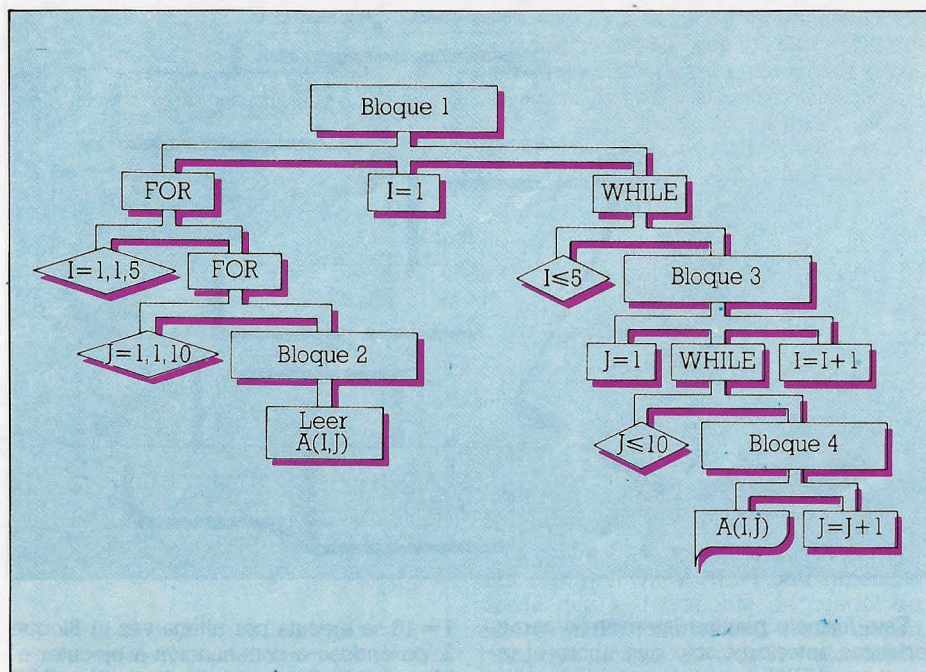 Bloque 1
FOR
I=1
WHILE
I=1,1,5
FOR
I≤5
Bloque 3
J=1,1,10
Bloque 2
J=1
WHILE
I=I+1
Leer
A(I,J)
J≤10
Bloque 4
A(I,J)
J=J+1